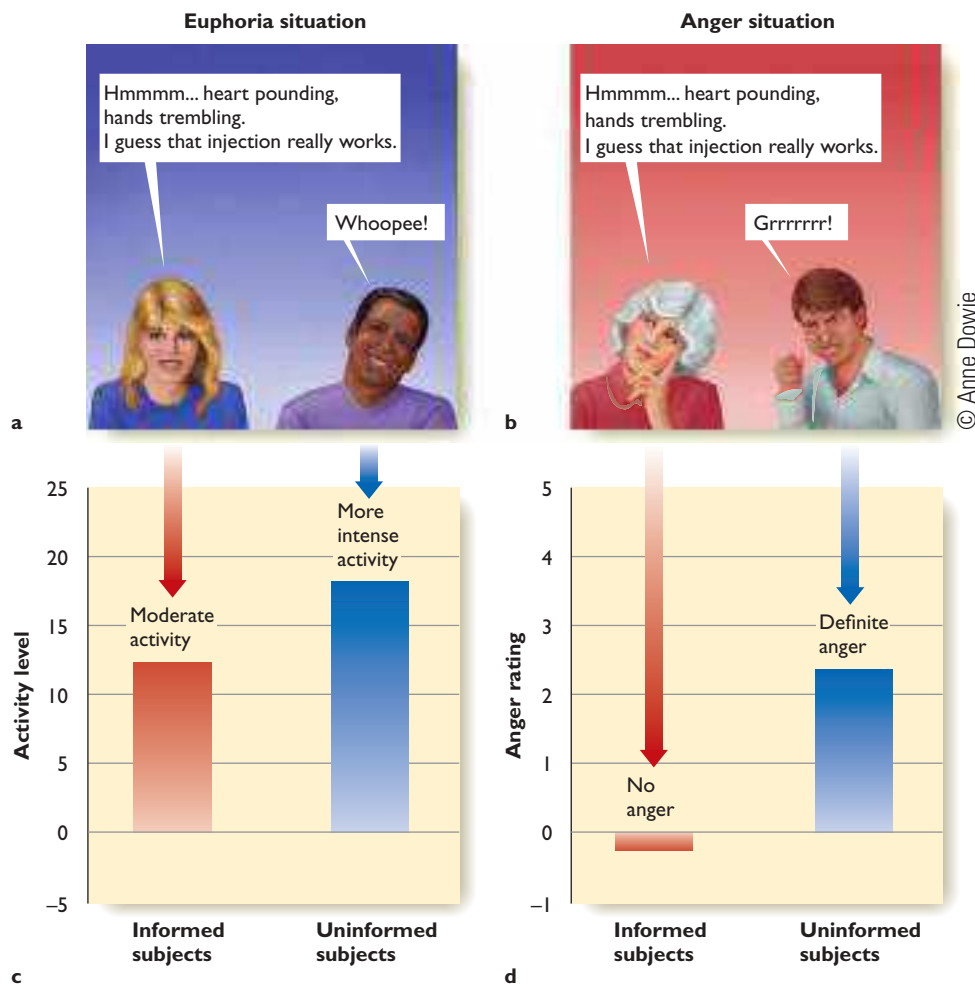 Euphoria situation
Anger situation
Hmmmm... heart pounding,
hands trembling.
I guess that injection really works.
Whoopee!
Hmmmm... heart pounding,
hands trembling.
I guess that injection really works.
Grrrrrrr!
© Anne Dowie
a
b
25
20
15
10
5
0
–5
Activity level
Moderate
activity
More
intense
activity
Informed
subjects
Uninformed
subjects
c
5
4
3
2
1
0
–1
Anger rating
No
anger
Definite
anger
Informed
subjects
Uninformed
subjects
d